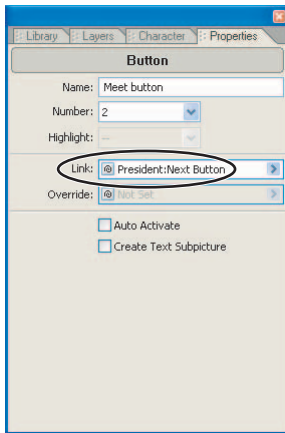 Library Layers Character Properties
Button
Name: Meet button
Number: 2
Highlight: --
Link: President:Next Button
Override: Not Set
Auto Activate
Create Text Subpicture